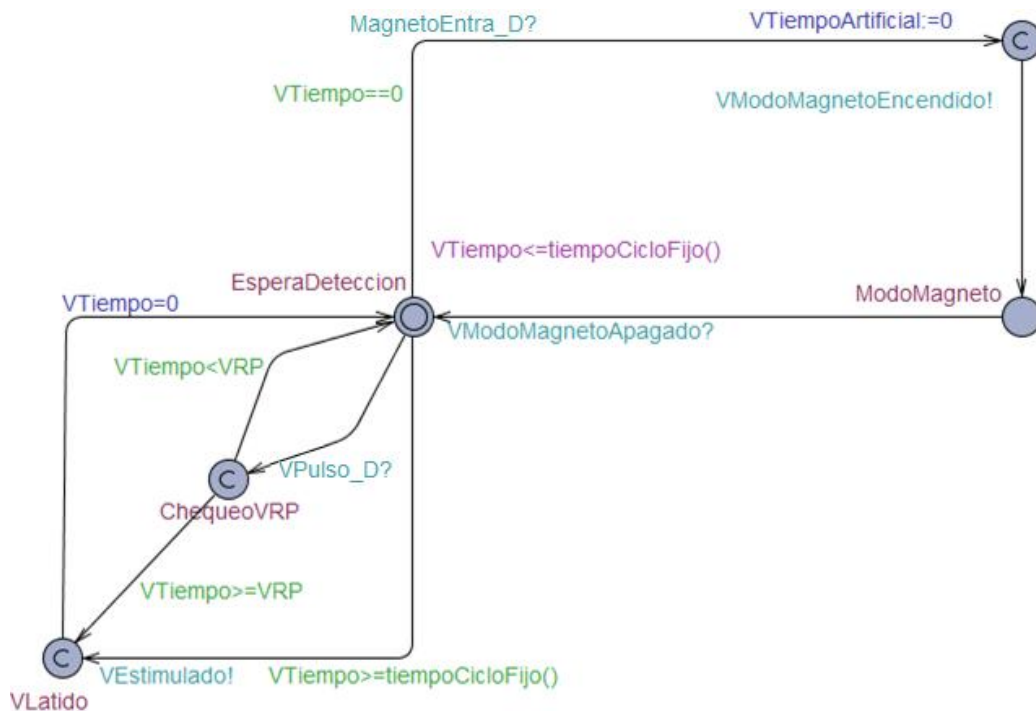 MagnetoEntra_D?
VTiempoArtificial:=0
C
VTiempo==0
VModoMagnetoEncendido!
VTiempo<=tiempoCicloFijo()
EsperaDeteccion
ModoMagneto
VTiempo=0
VModoMagnetoApagado?
VTiempo<VRP
VPulso_D?
C
ChequeoVRP
VTiempo>=VRP
C
VEstimulado!
VTiempo>=tiempoCicloFijo()
VLatido